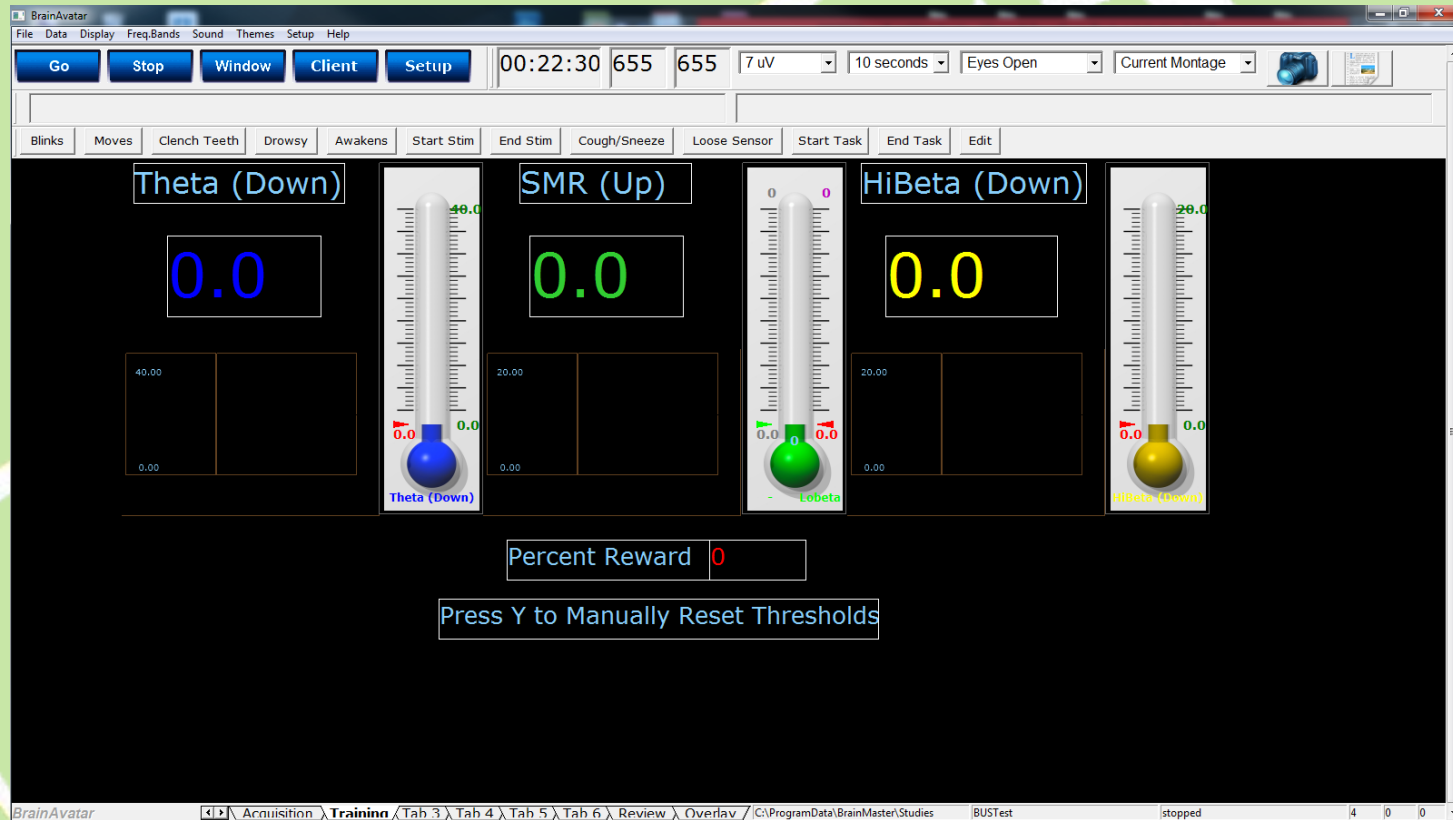 BrainAvatar
File Data Display Freq.Bands Sound Themes Setup Help
Go Stop Window Client Setup 00:22:30 655 655 7 uV 10 seconds Eyes Open Current Montage
Blinks Moves Clench Teeth Drowsy Awakens Start Stim End Stim Cough/Sneeze Loose Sensor Start Task End Task Edit
Theta (Down) SMR (Up) HiBeta (Down)
40.0 0 0 20.0
0.0 0.0 0.0
40.00 20.00 20.00
0.0 0.0 0.0 0 0.0 0.0 0.0
0.00 0.00 0.00
Theta (Down) - Lobeta HiBeta (Down)
Percent Reward 0
Press Y to Manually Reset Thresholds
BrainAvatar Acquisition Training Tab 3 Tab 4 Tab 5 Tab 6 Review Overlay C:\ProgramData\BrainMaster\Studies BUSTest stopped 4 0 0